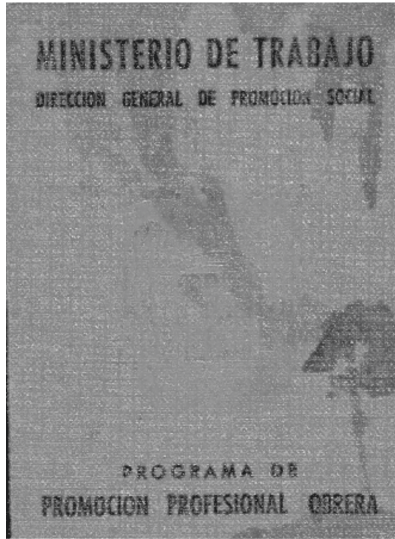 MINISTERIO DE TRABAJO
DIRECCION GENERAL DE PROMOCION SOCIAL
PROGRAMA DE
PROMOCION PROFESIONAL OBRERA